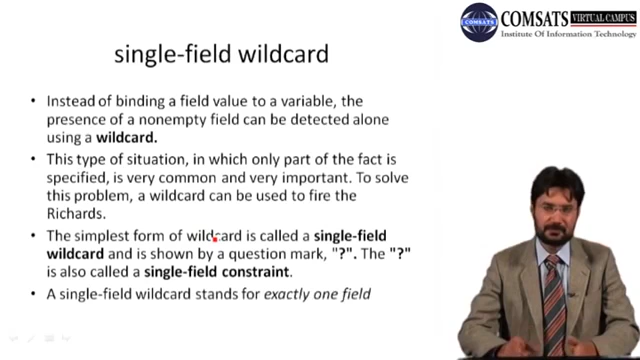 COMSATS VIRTUAL CAMPUS
Institute Of Information Technology
single-field wildcard
• Instead of binding a field value to a variable, the
presence of a nonempty field can be detected alone
using a wildcard.
• This type of situation, in which only part of the fact is
specified, is very common and very important. To solve
this problem, a wildcard can be used to fire the
Richards.
• The simplest form of wildcard is called a single-field
wildcard and is shown by a question mark, "?". The "?"
is also called a single-field constraint.
• A single-field wildcard stands for exactly one field